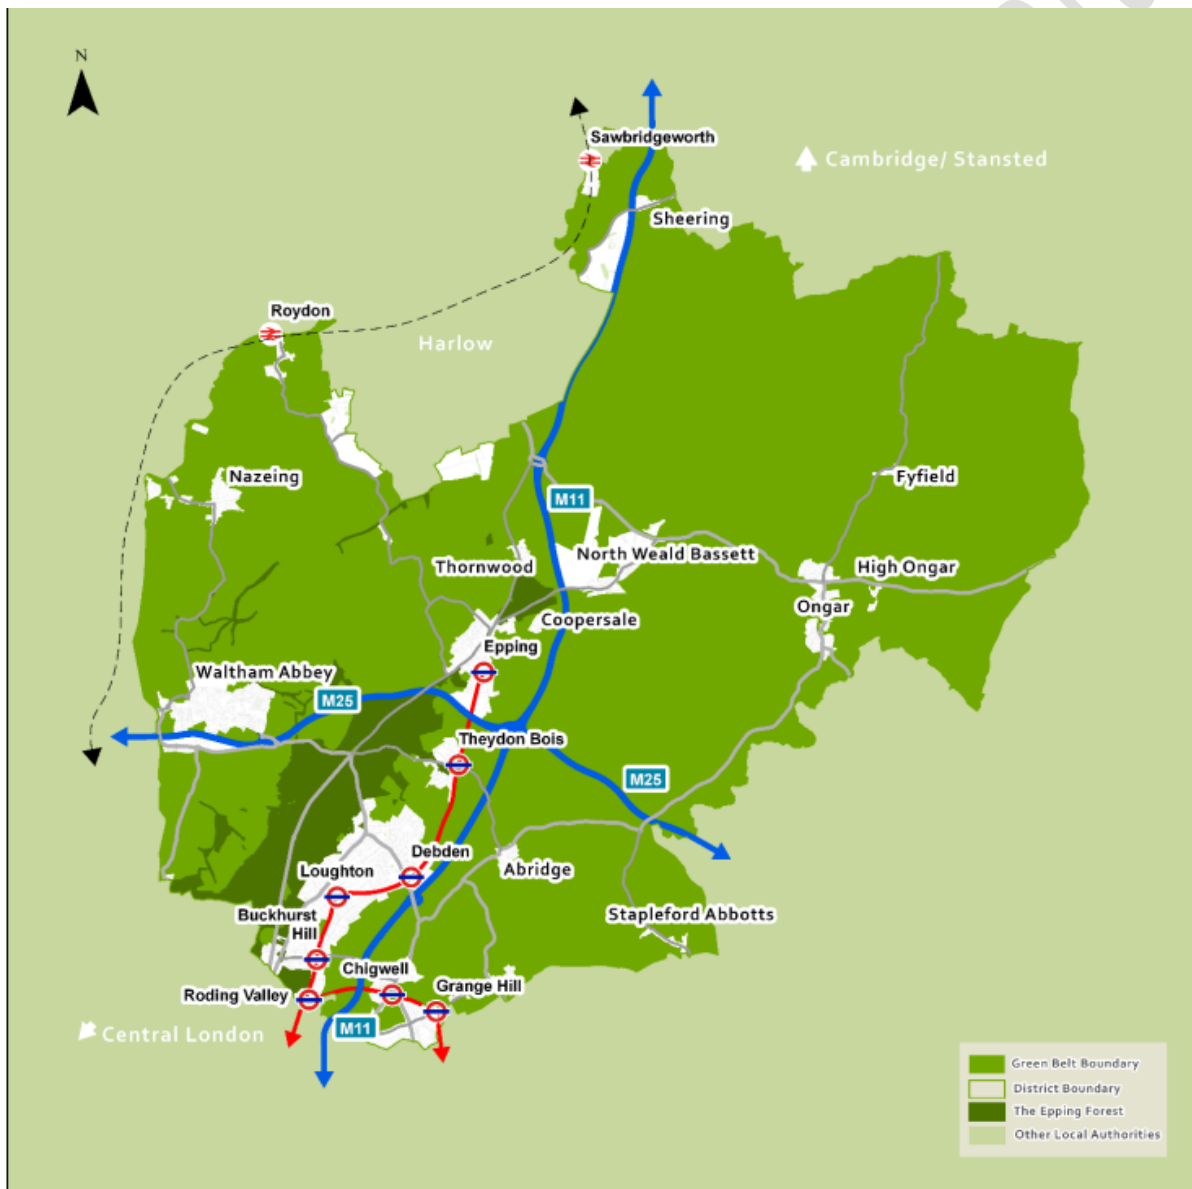 N
Sawbridgeworth
Cambridge/ Stansted
Sheering
Roydon
Harlow
Nazeing
Fyfield
M11
North Weald Bassett
Thornwood
High Ongar
Ongar
Coopersale
Epping
Waltham Abbey
M25
Theydon Bois
M25
Debden
Loughton
Abridge
Buckhurst
Hill
Stapleford Abbotts
Chigwell
Grange Hill
Roding Valley
M11
Central London
Green Belt Boundary
District Boundary
The Epping Forest
Other Local Authorities